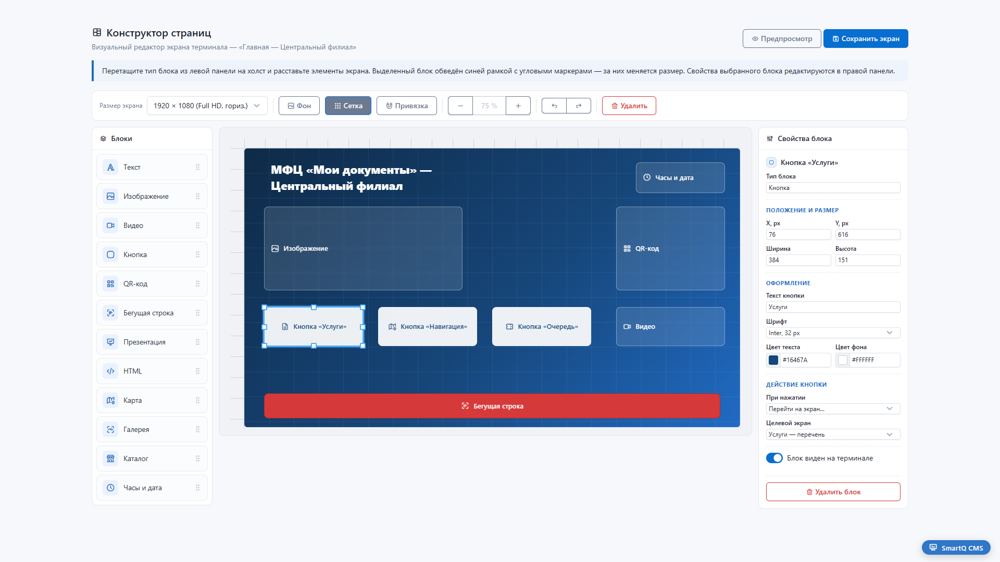 Конструктор страниц
Визуальный редактор экрана терминала — «Главная — Центральный филиал»
Предпросмотр
Сохранить экран
Перетащите тип блока из левой панели на холст и расставьте элементы экрана. Выделенный блок обведён синей рамкой с угловыми маркерами — за них меняется размер. Свойства выбранного блока редактируются в правой панели.
Размер экрана
1920 × 1080 (Full HD, гориз.)
Фон
Сетка
Привязка
75 %
Удалить
Блоки
Текст
Изображение
Видео
Кнопка
QR-код
Бегущая строка
Презентация
HTML
Карта
Галерея
Каталог
Часы и дата
МФЦ «Мои документы» —
Центральный филиал
Часы и дата
Изображение
QR-код
Кнопка «Услуги»
Кнопка «Навигация»
Кнопка «Очередь»
Видео
Бегущая строка
Свойства блока
Кнопка «Услуги»
Тип блока
Кнопка
ПОЛОЖЕНИЕ И РАЗМЕР
X, px
Y, px
76
616
Ширина
Высота
384
151
ОФОРМЛЕНИЕ
Текст кнопки
Услуги
Шрифт
Inter, 32 px
Цвет текста
Цвет фона
#16467A
#FFFFFF
ДЕЙСТВИЕ КНОПКИ
При нажатии
Перейти на экран...
Целевой экран
Услуги — перечень
Блок виден на терминале
Удалить блок
SmartQ CMS